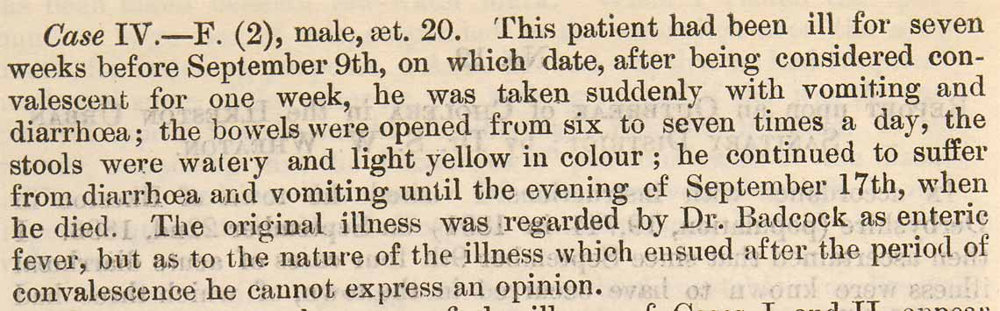 Case IV.—F. (2), male, æt. 20. This patient had been ill for seven
weeks before September 9th, on which date, after being considered con-
valescent for one week, he was taken suddenly with vomiting and
diarrhœa; the bowels were opened from six to seven times a day, the
stools were watery and light yellow in colour; he continued to suffer
from diarrhœa and vomiting until the evening of September 17th, when
he died. The original illness was regarded by Dr. Badcock as enteric
fever, but as to the nature of the illness which ensued after the period of
convalescence he cannot express an opinion.